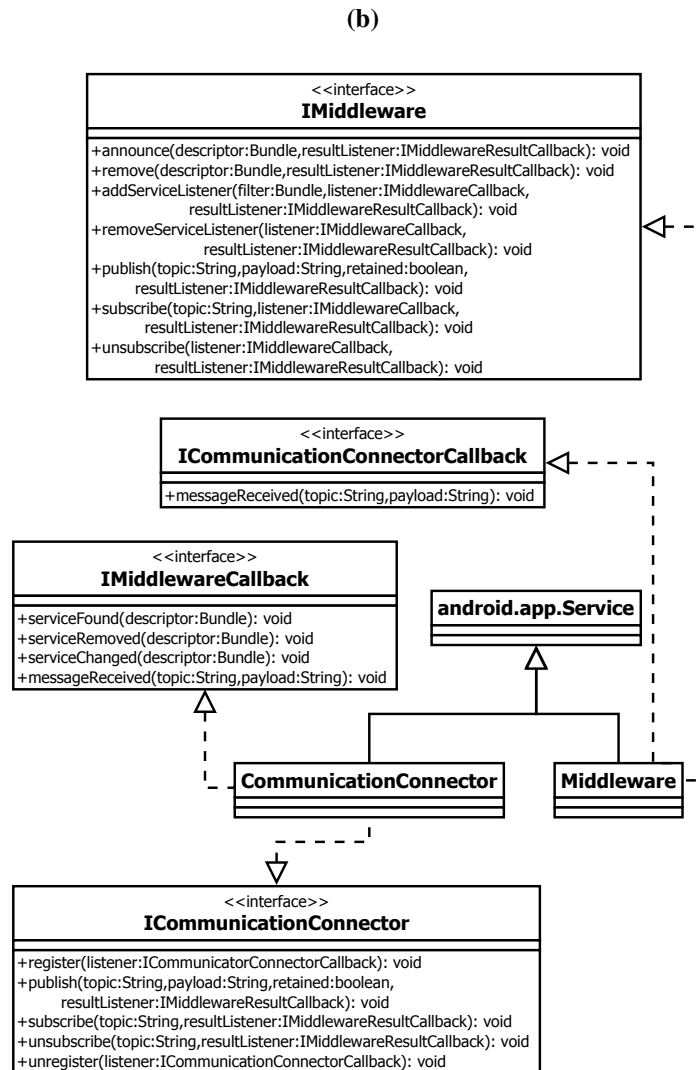 (b)
<<interface>>
IMiddleware
+announce(descriptor:Bundle,resultListener:IMiddlewareResultCallback): void
+remove(descriptor:Bundle,resultListener:IMiddlewareResultCallback): void
+addServiceListener(filter:Bundle,listener:IMiddlewareCallback,
resultListener:IMiddlewareResultCallback): void
+removeServiceListener(listener:IMiddlewareCallback,
resultListener:IMiddlewareResultCallback): void
+publish(topic:String,payload:String,retained:boolean,
resultListener:IMiddlewareResultCallback): void
+subscribe(topic:String,listener:IMiddlewareCallback,
resultListener:IMiddlewareResultCallback): void
+unsubscribe(listener:IMiddlewareCallback,
resultListener:IMiddlewareResultCallback): void
<<interface>>
ICommunicationConnectorCallback
+messageReceived(topic:String,payload:String): void
<<interface>>
IMiddlewareCallback
+serviceFound(descriptor:Bundle): void
+serviceRemoved(descriptor:Bundle): void
+serviceChanged(descriptor:Bundle): void
+messageReceived(topic:String,payload:String): void
android.app.Service
CommunicationConnector
Middleware
<<interface>>
ICommunicationConnector
+register(listener:ICommunicatorConnectorCallback): void
+publish(topic:String,payload:String,retained:boolean,
resultListener:IMiddlewareResultCallback): void
+subscribe(topic:String,resultListener:IMiddlewareResultCallback): void
+unsubscribe(topic:String,resultListener:IMiddlewareResultCallback): void
+unregister(listener:ICommunicationConnectorCallback): void